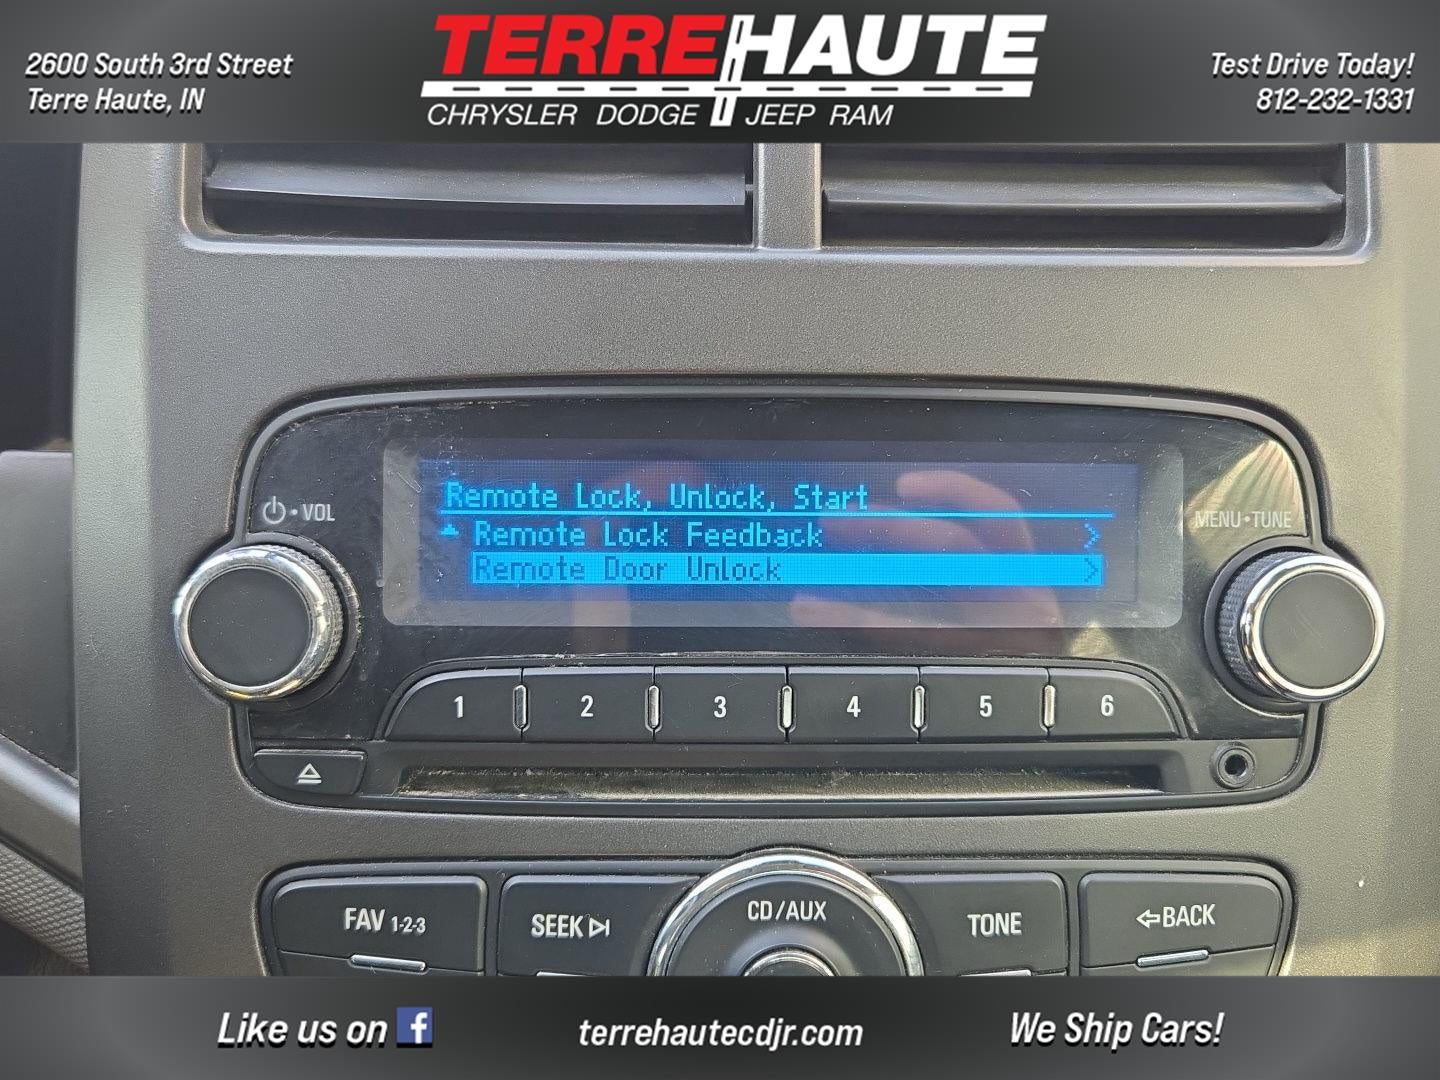 2600 South 3rd Street
Terre Haute, IN
TERRE HAUTE
CHRYSLER DODGE JEEP RAM
Test Drive Today!
812-232-1331
Remote Lock, Unlock, Start
Remote Lock Feedback >
Remote Door Unlock >
VOL
MENU•TUNE
1 2 3 4 5 6
FAV 1-2-3
SEEK
CD/AUX
TONE
BACK
Like us on f
terrehautecdjr.com
We Ship Cars!